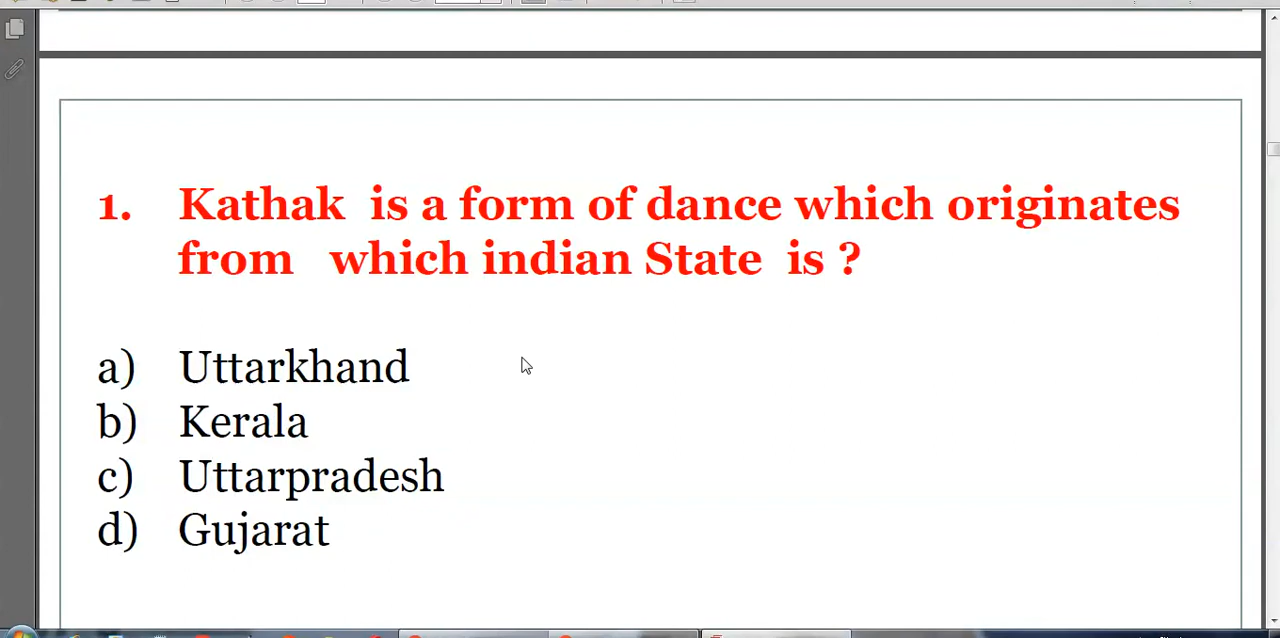 1. Kathak is a form of dance which originates
from which indian State is ?
a) Uttarkhand
b) Kerala
c) Uttarpradesh
d) Gujarat